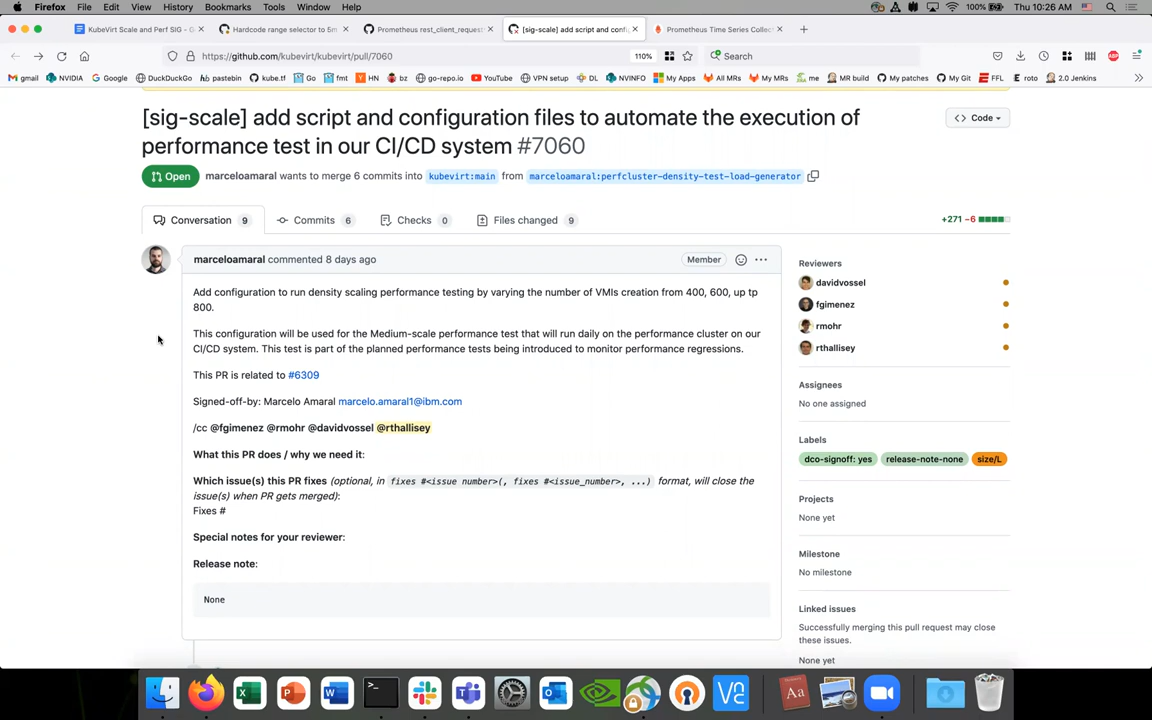 Firefox File Edit View History Bookmarks Tools Window Help 100% Thu 10:26 AM
KubeVirt Scale and Perf SIG - G Hardcode range selector to 5m Prometheus rest_client_request [sig-scale] add script and confi Prometheus Time Series Collec
https://github.com/kubevirt/kubevirt/pull/7060 110% Search
gmail NVIDIA Google DuckDuckGo pastebin kube.tf Go fmt HN bz go-repo.io YouTube VPN setup DL NVINFO My Apps All MRs My MRs me MR build My patches My Git FFL roto 2.0 Jenkins
[sig-scale] add script and configuration files to automate the execution of
performance test in our CI/CD system #7060
Code
Open marceloamaral wants to merge 6 commits into kubevirt:main from marceloamaral:perfcluster-density-test-load-generator
Conversation 9 Commits 6 Checks 0 Files changed 9 +271 −6
marceloamaral commented 8 days ago Member
Add configuration to run density scaling performance testing by varying the number of VMIs creation from 400, 600, up tp
800.
This configuration will be used for the Medium-scale performance test that will run daily on the performance cluster on our
CI/CD system. This test is part of the planned performance tests being introduced to monitor performance regressions.
This PR is related to #6309
Signed-off-by: Marcelo Amaral marcelo.amaral1@ibm.com
/cc @fgimenez @rmohr @davidvossel @rthallisey
What this PR does / why we need it:
Which issue(s) this PR fixes (optional, in fixes #<issue number>(, fixes #<issue_number>, ...) format, will close the
issue(s) when PR gets merged):
Fixes #
Special notes for your reviewer:
Release note:
None
Reviewers
davidvossel
fgimenez
rmohr
rthallisey
Assignees
No one assigned
Labels
dco-signoff: yes release-note-none size/L
Projects
None yet
Milestone
No milestone
Linked issues
Successfully merging this pull request may close
these issues.
None yet